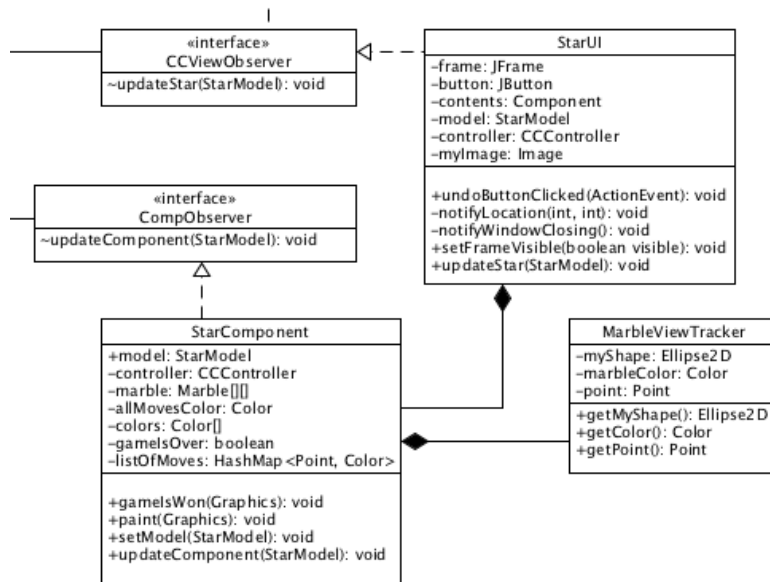 «interface»
CCViewObserver
~updateStar(StarModel): void
StarUI
-frame: JFrame
-button: JButton
-contents: Component
-model: StarModel
-controller: CCController
-myImage: Image
+undoButtonClicked(ActionEvent): void
-notifyLocation(int, int): void
-notifyWindowClosing(): void
+setFrameVisible(boolean visible): void
+updateStar(StarModel): void
«interface»
CompObserver
~updateComponent(StarModel): void
StarComponent
+model: StarModel
-controller: CCController
-marble: Marble[][]
-allMovesColor: Color
-colors: Color[]
-gameIsOver: boolean
-listOfMoves: HashMap<Point, Color>
+gameIsWon(Graphics): void
+paint(Graphics): void
+setModel(StarModel): void
+updateComponent(StarModel): void
MarbleViewTracker
-myShape: Ellipse2D
-marbleColor: Color
-point: Point
+getMyShape(): Ellipse2D
+getColor(): Color
+getPoint(): Point